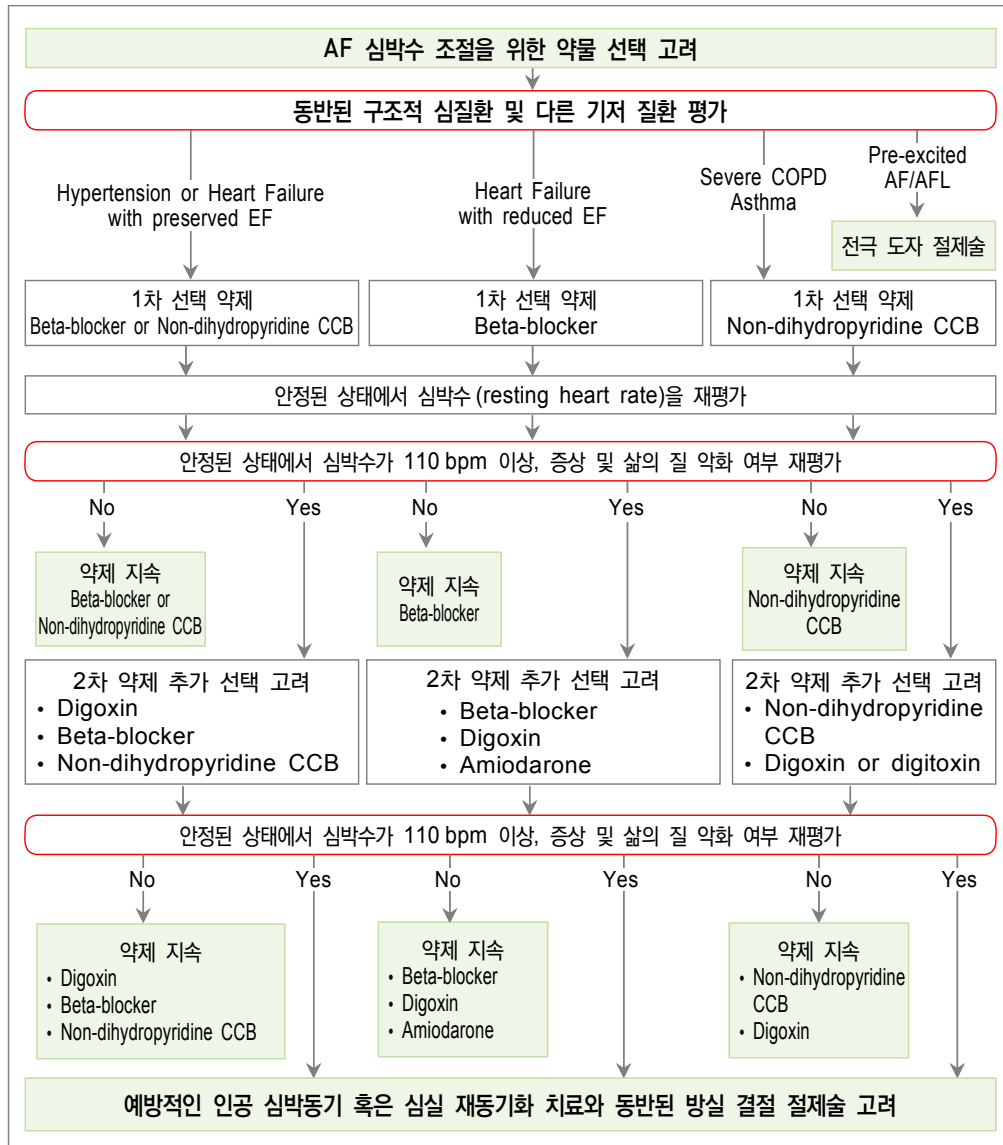 AF 심박수 조절을 위한 약물 선택 고려
동반된 구조적 심질환 및 다른 기저 질환 평가
Hypertension or Heart Failure
with preserved EF
Heart Failure
with reduced EF
Severe COPD
Asthma
Pre-excited
AF/AFL
전극 도자 절제술
1차 선택 약제
Beta-blocker or Non-dihydropyridine CCB
1차 선택 약제
Beta-blocker
1차 선택 약제
Non-dihydropyridine CCB
안정된 상태에서 심박수(resting heart rate)을 재평가
안정된 상태에서 심박수가 110 bpm 이상, 증상 및 삶의 질 악화 여부 재평가
No
Yes
No
Yes
No
Yes
약제 지속
Beta-blocker or
Non-dihydropyridine CCB
약제 지속
Beta-blocker
약제 지속
Non-dihydropyridine
CCB
2차 약제 추가 선택 고려
• Digoxin
• Beta-blocker
• Non-dihydropyridine CCB
2차 약제 추가 선택 고려
• Beta-blocker
• Digoxin
• Amiodarone
2차 약제 추가 선택 고려
• Non-dihydropyridine
CCB
• Digoxin or digitoxin
안정된 상태에서 심박수가 110 bpm 이상, 증상 및 삶의 질 악화 여부 재평가
No
Yes
No
Yes
No
Yes
약제 지속
• Digoxin
• Beta-blocker
• Non-dihydropyridine CCB
약제 지속
• Beta-blocker
• Digoxin
• Amiodarone
약제 지속
• Non-dihydropyridine
CCB
• Digoxin
예방적인 인공 심박동기 혹은 심실 재동기화 치료와 동반된 방실 결절 절제술 고려